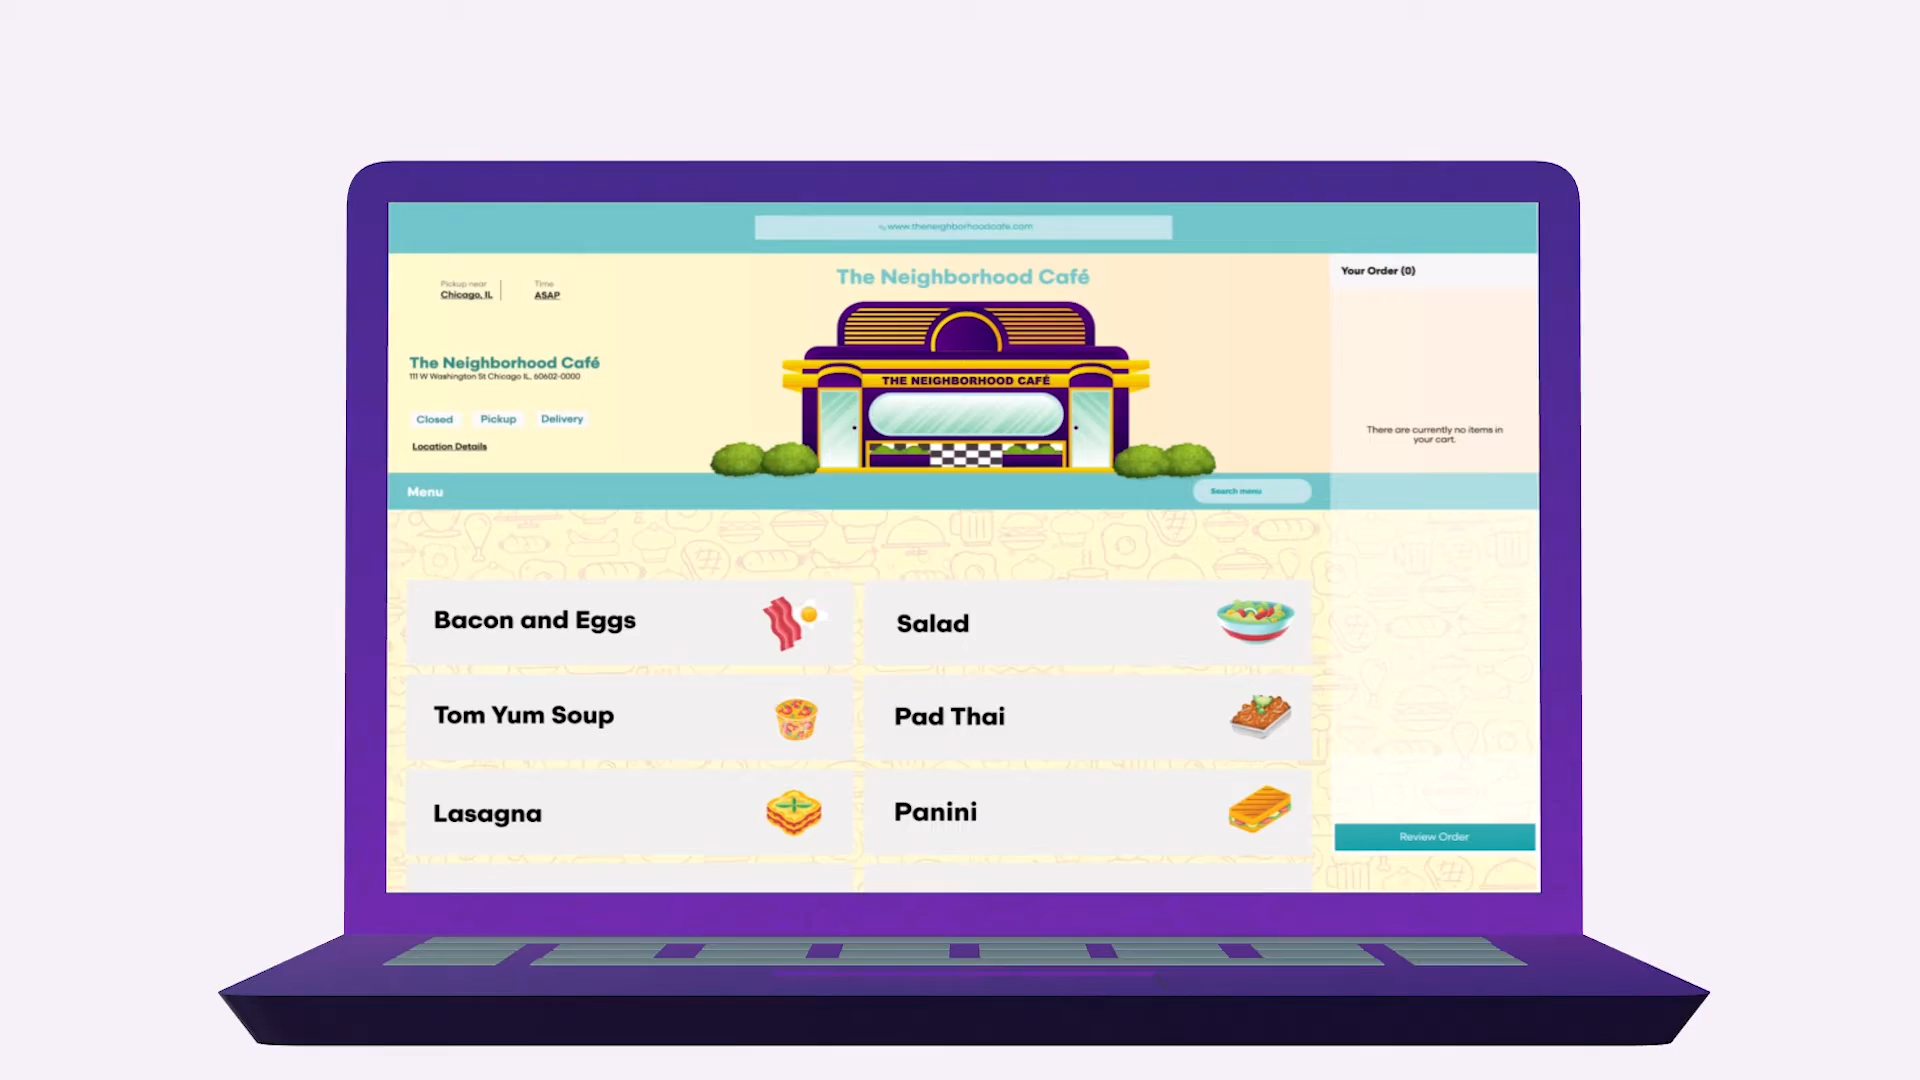 www.theneighborhoodcafe.com
Pickup near
Chicago, IL
Time
ASAP
The Neighborhood Café
Your Order (0)
The Neighborhood Café
111 W Washington St Chicago IL, 60602-0000
THE NEIGHBORHOOD CAFÉ
Closed
Pickup
Delivery
Location Details
There are currently no items in
your cart.
Menu
Search menu
Bacon and Eggs
Salad
Tom Yum Soup
Pad Thai
Lasagna
Panini
Review Order